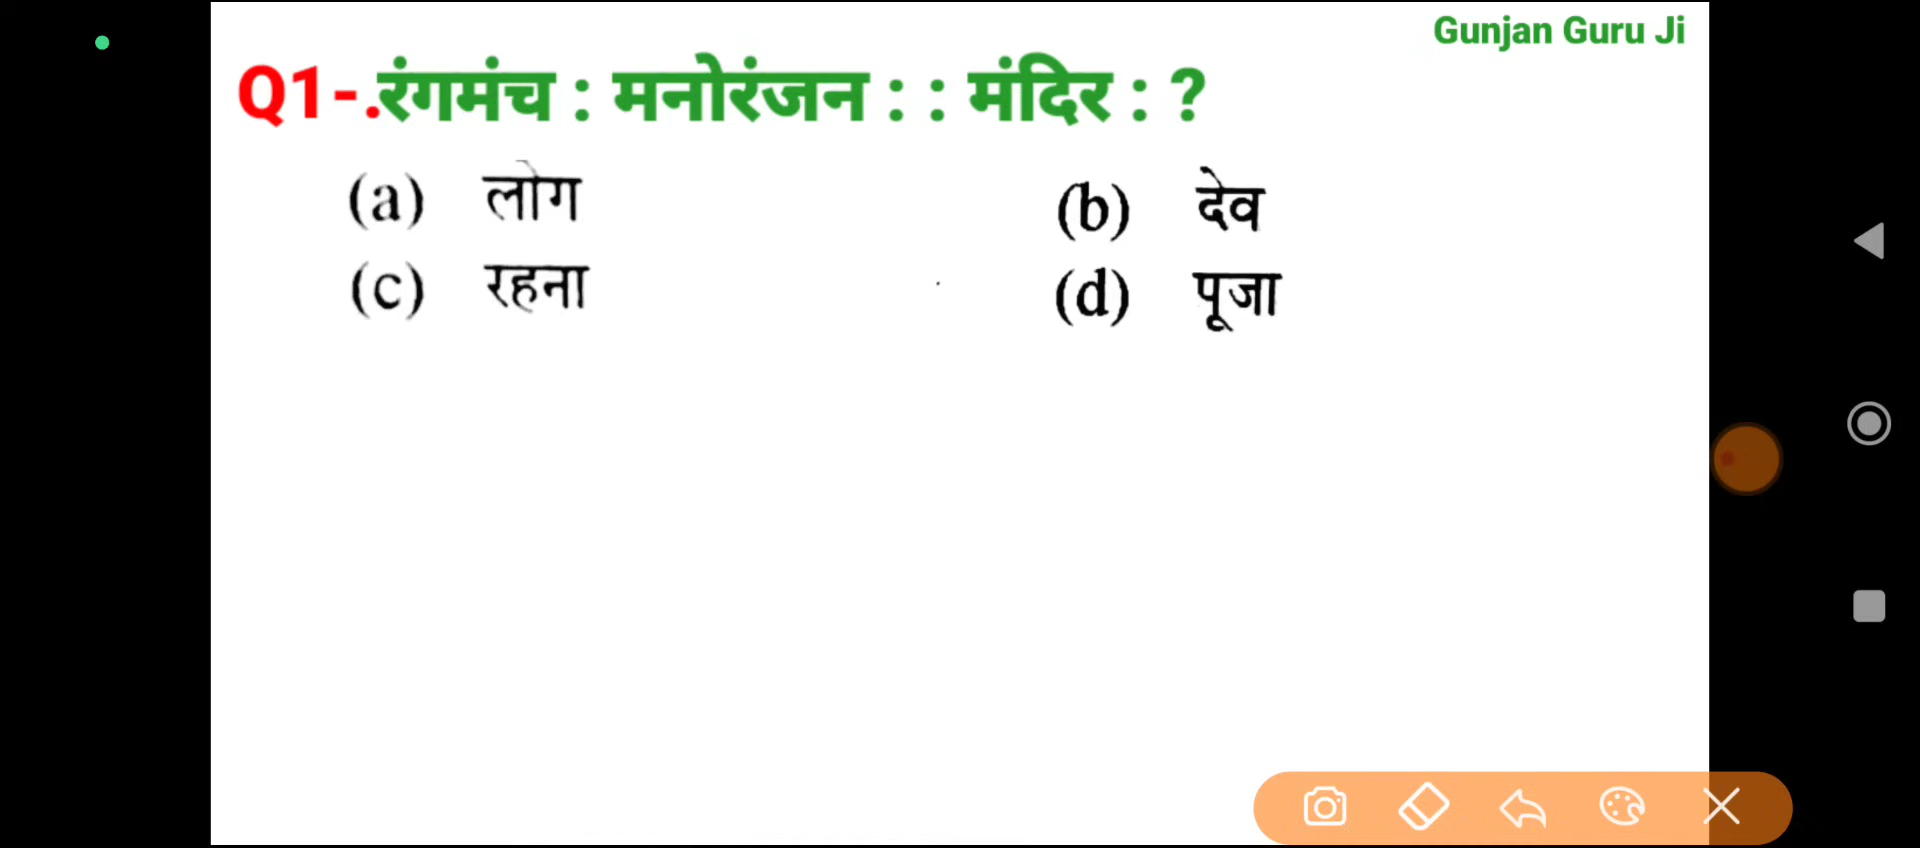 Gunjan Guru Ji
Q1-.रंगमंच : मनोरंजन : : मंदिर : ?
(a) लोग (b) देव
(c) रहना (d) पूजा